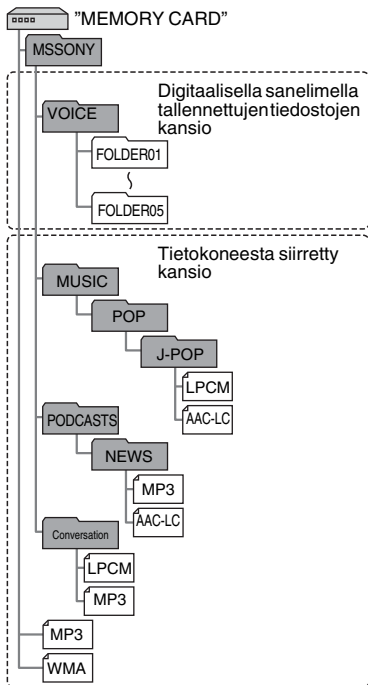 "MEMORY CARD"
MSSONY
Digitaalisella sanelimella
tallennettujen tiedostojen
kansio
VOICE
FOLDER01
FOLDER05
Tietokoneesta siirretty
kansio
MUSIC
POP
J-POP
LPCM
AAC-LC
PODCASTS
NEWS
MP3
AAC-LC
Conversation
LPCM
MP3
MP3
WMA